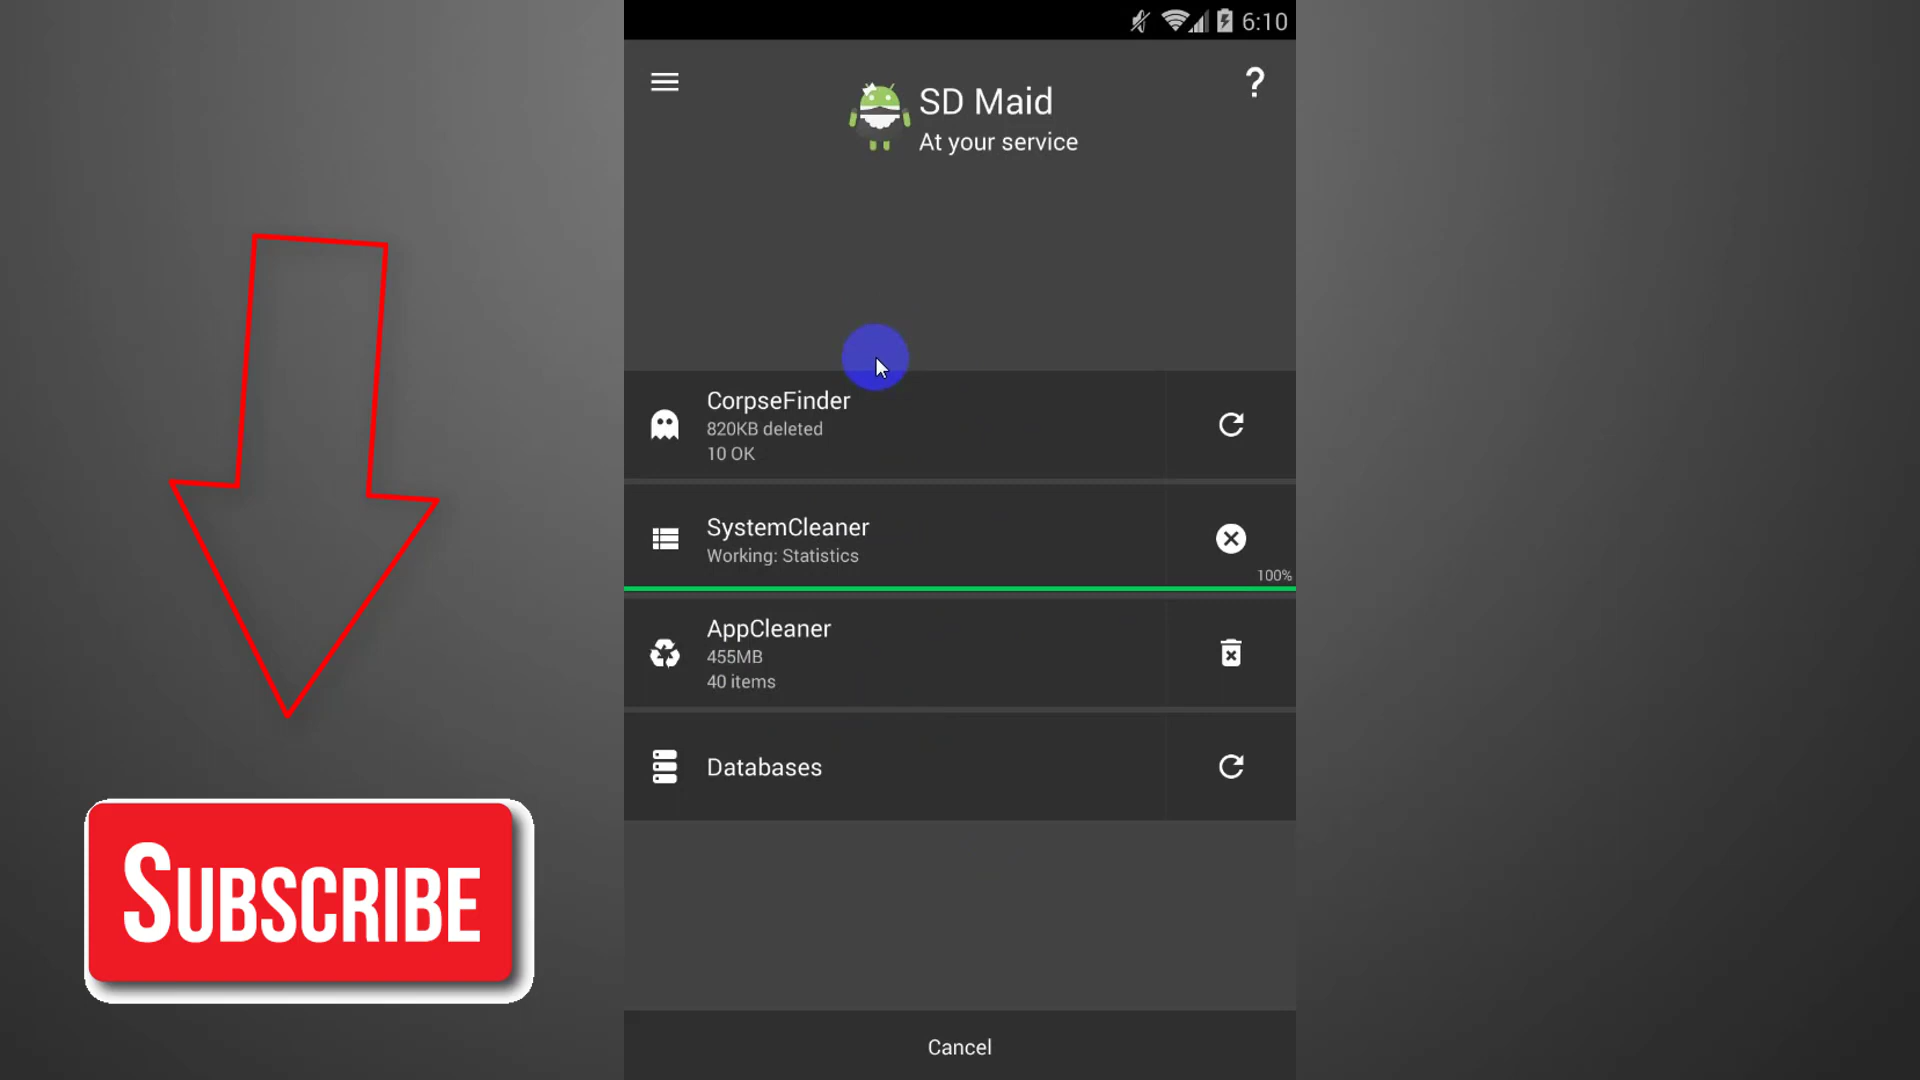 6:10
SD Maid
At your service
?
CorpseFinder
820KB deleted
10 OK
SystemCleaner
Working: Statistics
100%
AppCleaner
455MB
40 items
Databases
SUBSCRIBE
Cancel